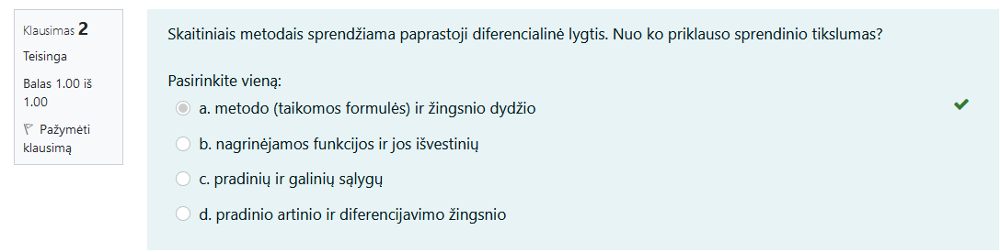 Klausimas 2
Teisinga
Balas 1.00 iš
1.00
Pažymėti
klausimą
Skaitiniais metodais sprendžiama paprastoji diferencialinė lygtis. Nuo ko priklauso sprendinio tikslumas?
Pasirinkite vieną:
a. metodo (taikomos formulės) ir žingsnio dydžio
b. nagrinėjamos funkcijos ir jos išvestinių
c. pradinių ir galinių sąlygų
d. pradinio artinio ir diferencijavimo žingsnio